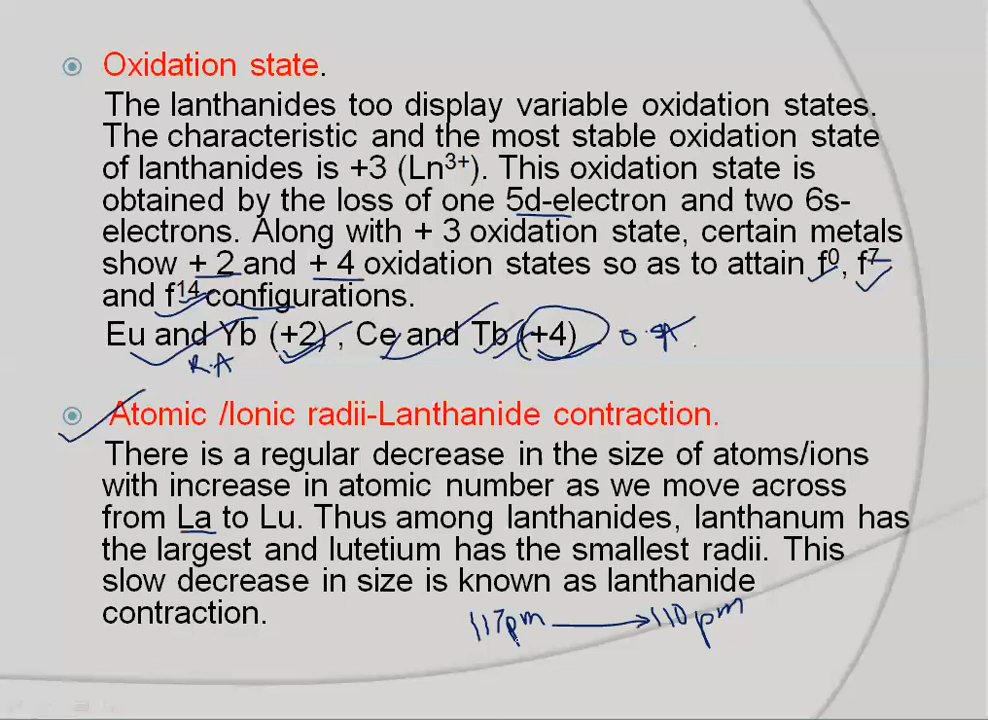 Oxidation state.
The lanthanides too display variable oxidation states.
The characteristic and the most stable oxidation state
of lanthanides is +3 (Ln³⁺). This oxidation state is
obtained by the loss of one 5d-electron and two 6s-
electrons. Along with + 3 oxidation state, certain metals
show + 2 and + 4 oxidation states so as to attain f⁰, f⁷
and f¹⁴ configurations.
Eu and Yb (+2) , Ce and Tb (+4) O.A
R.A
Atomic /Ionic radii-Lanthanide contraction.
There is a regular decrease in the size of atoms/ions
with increase in atomic number as we move across
from La to Lu. Thus among lanthanides, lanthanum has
the largest and lutetium has the smallest radii. This
slow decrease in size is known as lanthanide
contraction.
117pm → 110 pm